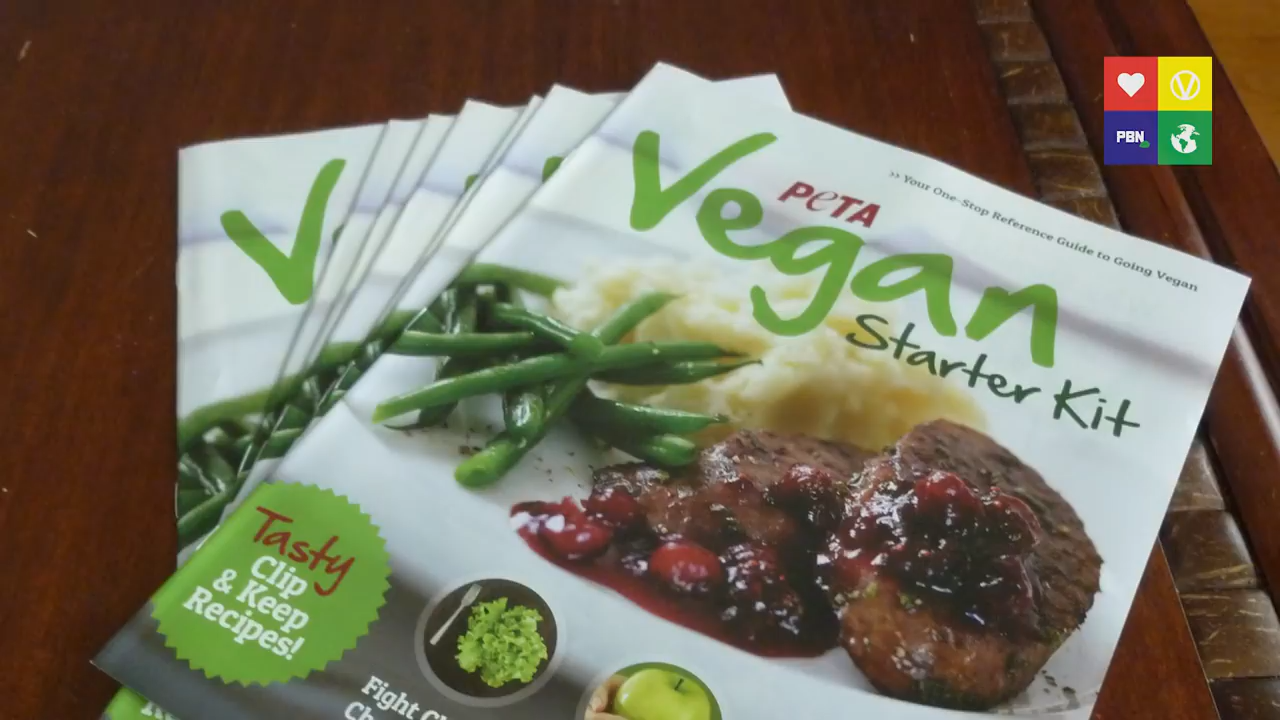 PBN
>> Your One-Stop Reference Guide to Going Vegan
PETA
Vegan
Starter Kit
V
Tasty
Clip
& Keep
Recipes!
Fight